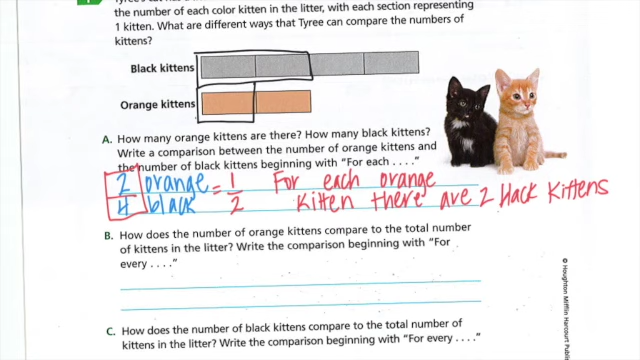 the number of each color kitten in the litter, with each section representing
1 kitten. What are different ways that Tyree can compare the numbers of
kittens?
Black kittens
Orange kittens
A. How many orange kittens are there? How many black kittens?
Write a comparison between the number of orange kittens and
the number of black kittens beginning with “For each . . . .”
2 orange = 1 For each orange
4 black 2 Kitten there are 2 black Kittens
B. How does the number of orange kittens compare to the total number
of kittens in the litter? Write the comparison beginning with “For
every . . . .”
C. How does the number of black kittens compare to the total number of
kittens in the litter? Write the comparison beginning with “For every . . . .”
© Houghton Mifflin Harcourt